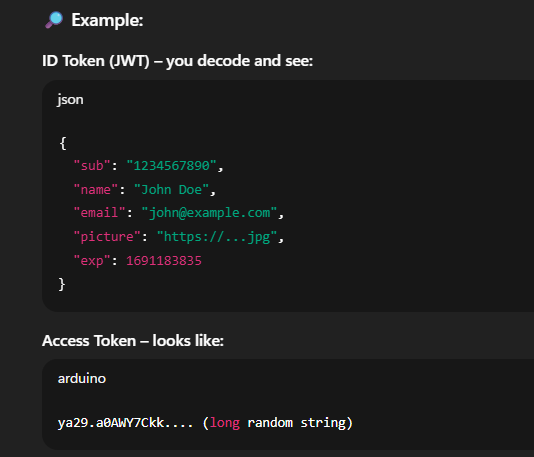 🔎 Example:
ID Token (JWT) – you decode and see:
json
{
  "sub": "1234567890",
  "name": "John Doe",
  "email": "john@example.com",
  "picture": "https://...jpg",
  "exp": 1691183835
}
Access Token – looks like:
arduino
ya29.a0AWY7Ckk.... (long random string)